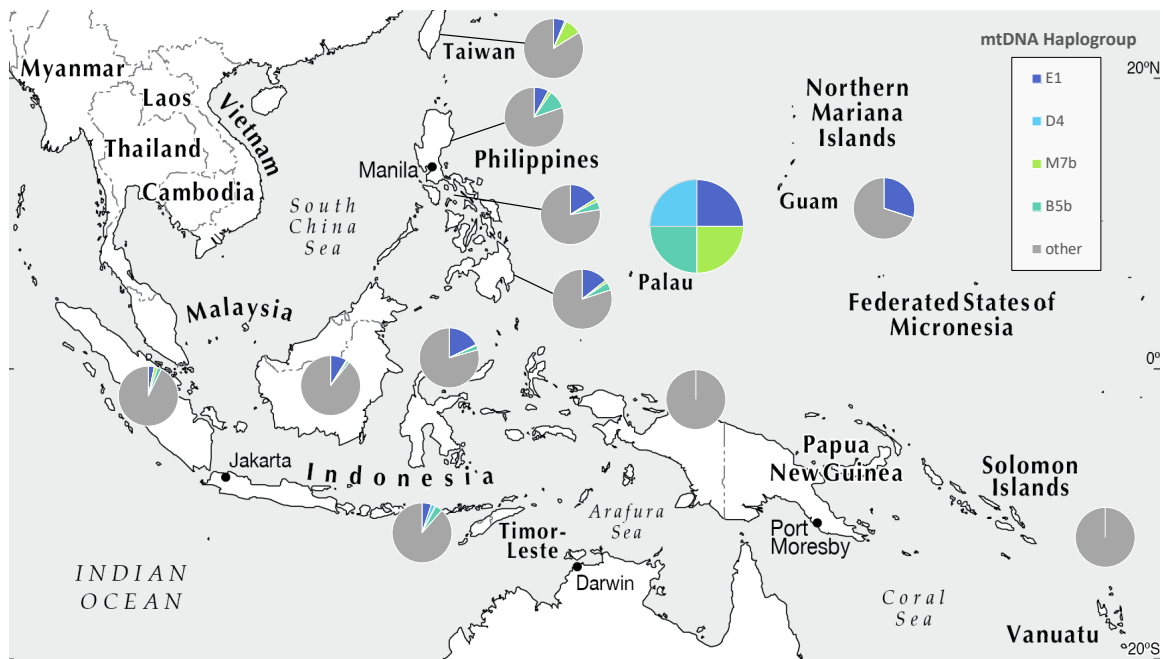 mtDNA Haplogroup
E1
D4
M7b
B5b
other
20°N
Taiwan
Myanmar
Laos
Vietnam
Thailand
Cambodia
Manila
Philippines
Northern
Mariana
Islands
Guam
South
China
Sea
Palau
Malaysia
Federated States of
Micronesia
0°
Jakarta
Indonesia
Papua
New Guinea
Solomon
Islands
Arafura
Sea
Timor-
Leste
Port
Moresby
Darwin
INDIAN
OCEAN
Coral
Sea
Vanuatu
20°S